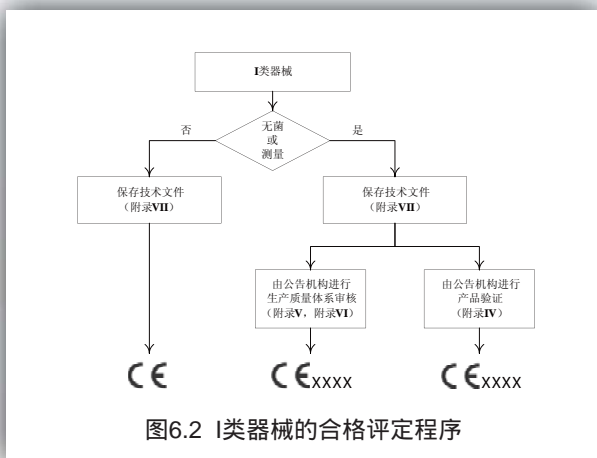 I类器械
无菌
或
测量
否
是
保存技术文件
（附录VII）
保存技术文件
（附录VII）
由公告机构进行
生产质量体系审核
（附录V，附录VI）
由公告机构进行
产品验证
（附录IV）
CE
CExxxx
CExxxx
图6.2 I类器械的合格评定程序